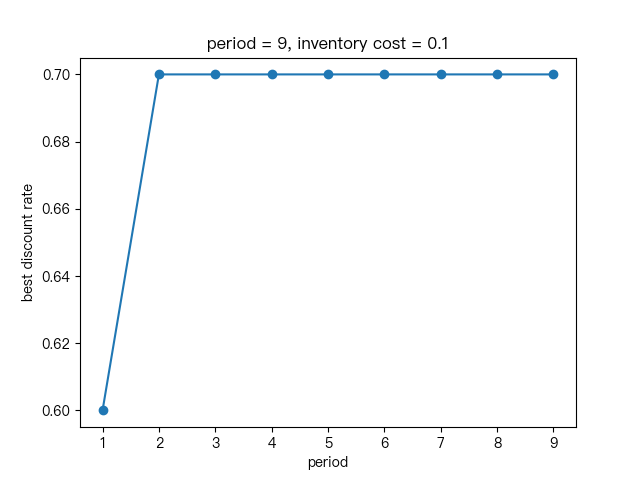 period = 9, inventory cost = 0.1
best discount rate
0.70
0.68
0.66
0.64
0.62
0.60
1 2 3 4 5 6 7 8 9
period